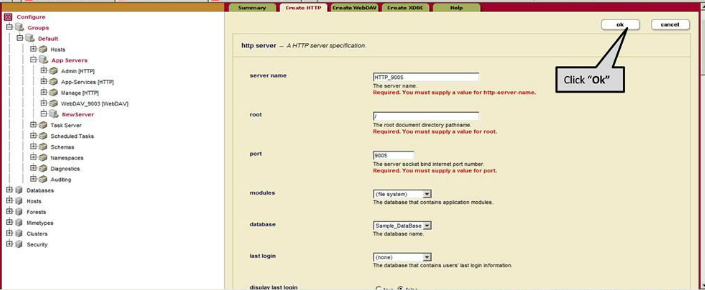 Summary
Create HTTP
Create WebDAV
Create XDBC
Help
Configure
Groups
Default
Hosts
App Servers
Admin [HTTP]
App-Services [HTTP]
Manage [HTTP]
WebDAV_9003 [WebDAV]
NewServer
Task Server
Scheduled Tasks
Schemas
Namespaces
Diagnostics
Auditing
Databases
Hosts
Forests
Mimetypes
Clusters
Security
ok
cancel
http server – A HTTP server specification.
Click “Ok”
server name
HTTP_9005
The server name.
Required. You must supply a value for http-server-name.
root
/
The root document directory pathname.
Required. You must supply a value for root.
port
9005
The server socket bind internet port number.
Required. You must supply a value for port.
modules
(file system)
The database that contains application modules.
database
Sample_DataBase
The database name.
last login
(none)
The database that contains users' last login information.
display last login